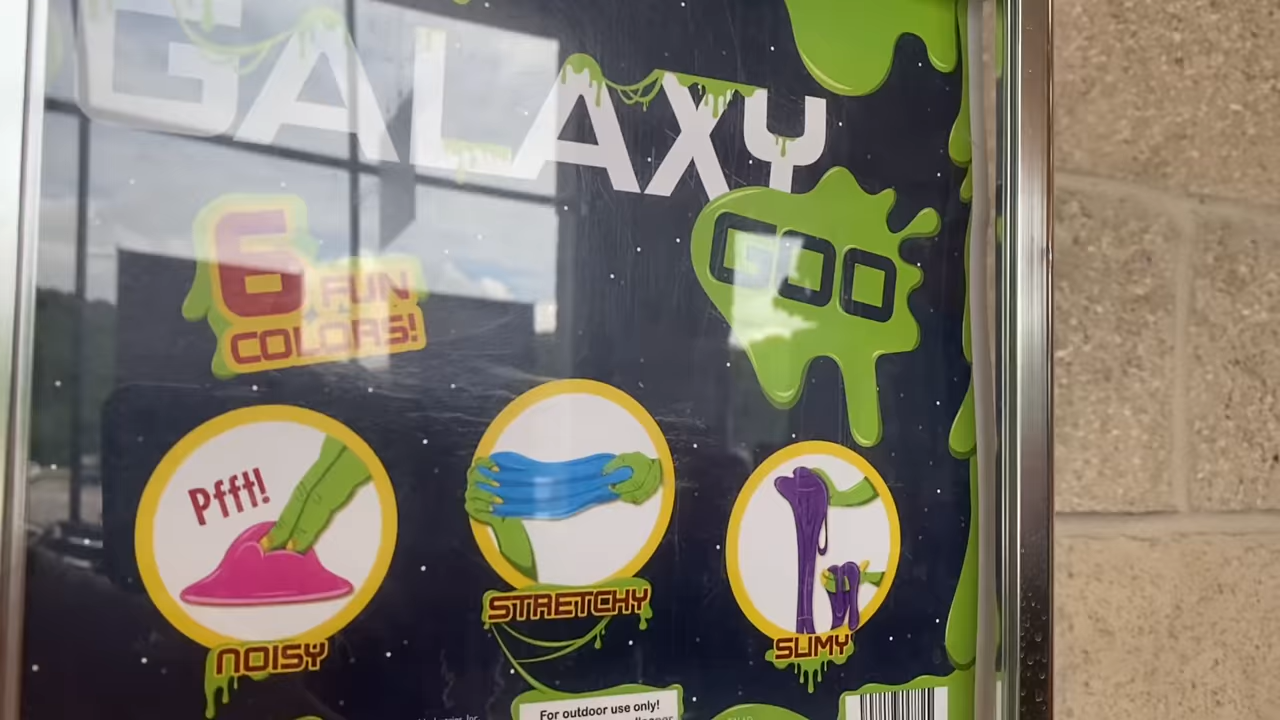 GALAXY
GOO
6 FUN
COLORS!
Pfft!
NOISY
STRETCHY
SLIMY
For outdoor use only!